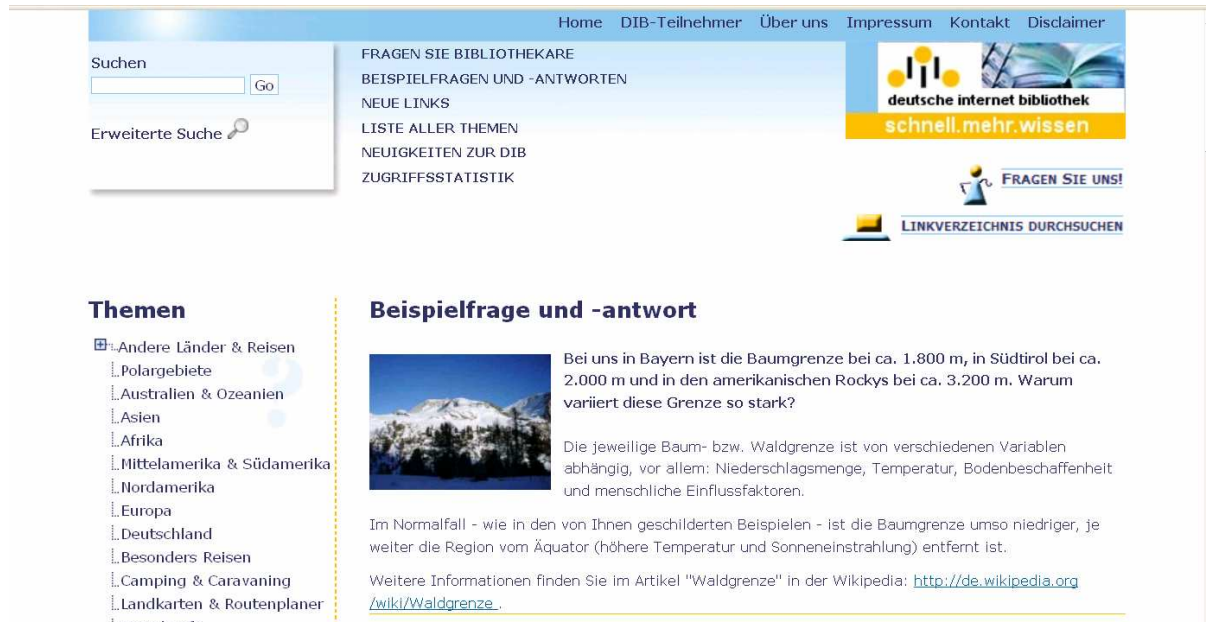 Home DIB-Teilnehmer Über uns Impressum Kontakt Disclaimer
Suchen
Go
Erweiterte Suche
FRAGEN SIE BIBLIOTHEKARE
BEISPIELFRAGEN UND -ANTWORTEN
NEUE LINKS
LISTE ALLER THEMEN
NEUIGKEITEN ZUR DIB
ZUGRIFFSSTATISTIK
deutsche internet bibliothek
schnell.mehr.wissen
FRAGEN SIE UNS!
LINKVERZEICHNIS DURCHSUCHEN
Themen
Andere Länder & Reisen
Polargebiete
Australien & Ozeanien
Asien
Afrika
Mittelamerika & Südamerika
Nordamerika
Europa
Deutschland
Besonders Reisen
Camping & Caravaning
Landkarten & Routenplaner
Beispielfrage und -antwort
Bei uns in Bayern ist die Baumgrenze bei ca. 1.800 m, in Südtirol bei ca.
2.000 m und in den amerikanischen Rockys bei ca. 3.200 m. Warum
variiert diese Grenze so stark?
Die jeweilige Baum- bzw. Waldgrenze ist von verschiedenen Variablen
abhängig, vor allem: Niederschlagsmenge, Temperatur, Bodenbeschaffenheit
und menschliche Einflussfaktoren.
Im Normalfall - wie in den von Ihnen geschilderten Beispielen - ist die Baumgrenze umso niedriger, je
weiter die Region vom Äquator (höhere Temperatur und Sonneneinstrahlung) entfernt ist.
Weitere Informationen finden Sie im Artikel "Waldgrenze" in der Wikipedia: http://de.wikipedia.org
/wiki/Waldgrenze .